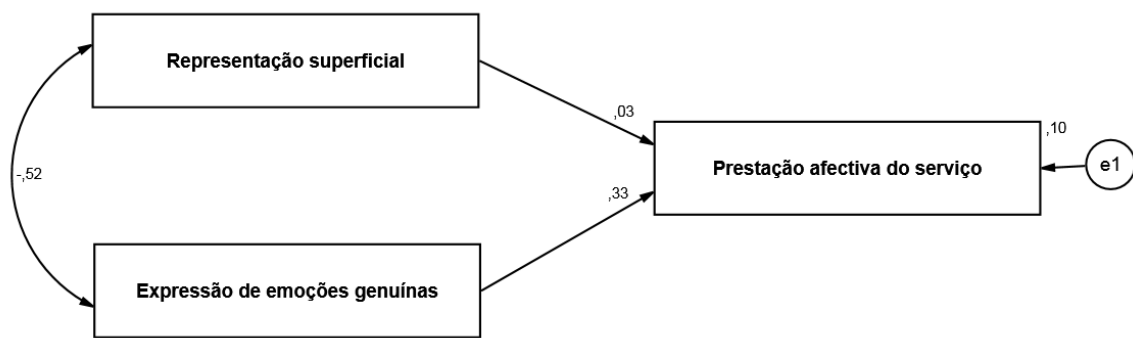 Representação superficial
,03
,10
-,52
Prestação afectiva do serviço
e1
,33
Expressão de emoções genuínas